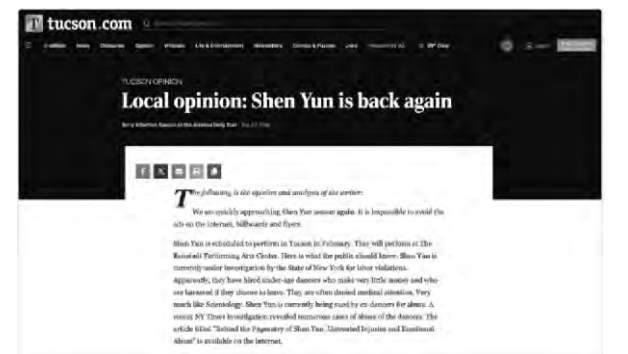 T tucson.com
TUCSON OPINION
Local opinion: Shen Yun is back again
The following is the opinion and analysis of the writer:
We are quickly approaching Shen Yun season again. It is impossible to avoid the
ads on the internet, billboards and flyers.
Shen Yun is scheduled to perform in Tucson in February. They will perform at The
Performing Arts Center. Here is what the public should know. Shen Yun is
currently under investigation by the State of New York for labor violations.
Apparently, they have hired under-age dancers who make very little money and who
are harassed if they choose to leave. They are often denied medical attention. Very
much like Scientology. Shen Yun is currently being sued by ex-dancers for abuse. A
recent NY Times investigation revealed numerous cases of abuse of the dancers. The
article titled "Behind the Pageantry of Shen Yun, Untreated Injuries and Emotional
Abuse" is available on the internet.